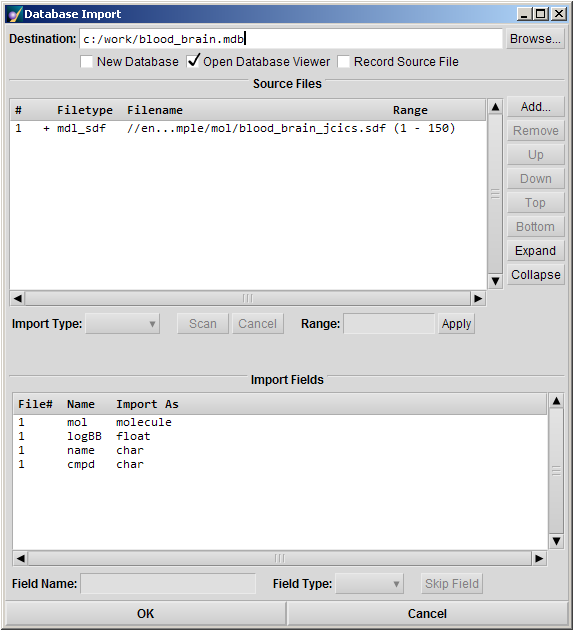 Database Import
Destination: c:/work/blood_brain.mdb Browse...
New Database Open Database Viewer Record Source File
Source Files
# Filetype Filename Range
1 + mdl_sdf //en...mple/mol/blood_brain_jcics.sdf (1 - 150)
Add...
Remove
Up
Down
Top
Bottom
Expand
Collapse
Import Type: Scan Cancel Range: Apply
Import Fields
File# Name Import As
1 mol molecule
1 logBB float
1 name char
1 cmpd char
Field Name: Field Type: Skip Field
OK Cancel